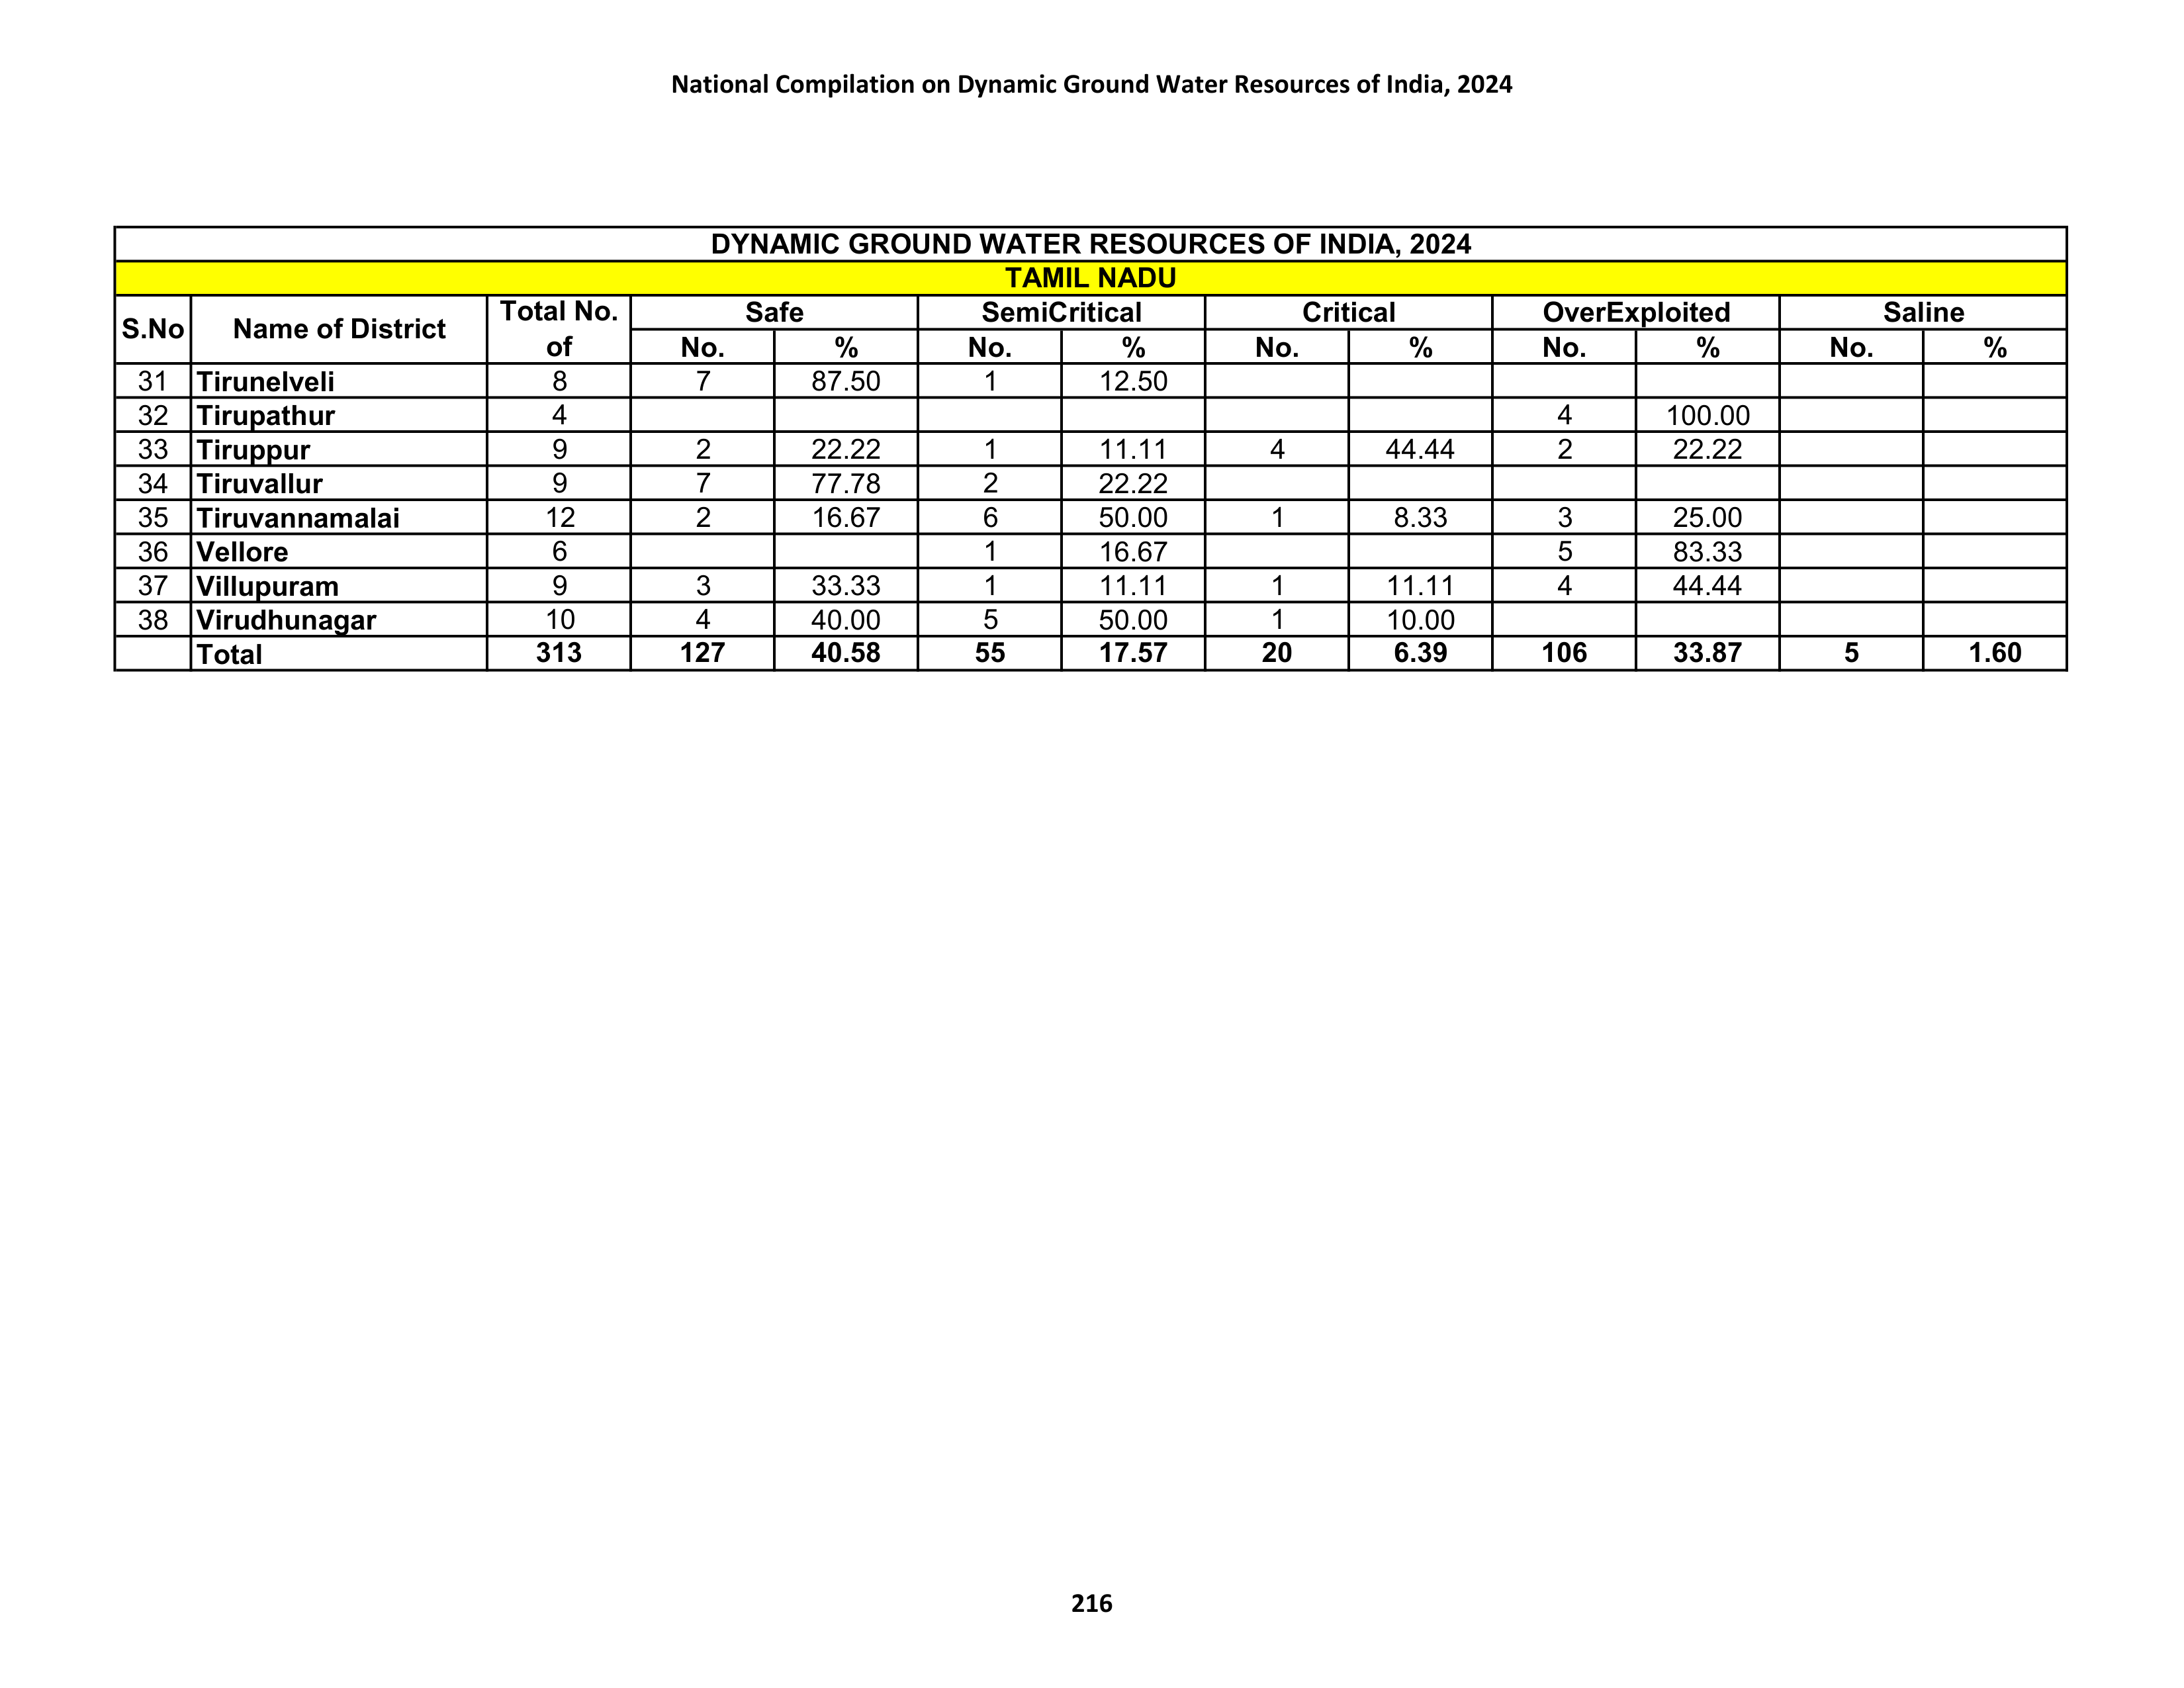 National Compilation on Dynamic Ground Water Resources of India, 2024
DYNAMIC GROUND WATER RESOURCES OF INDIA, 2024
TAMIL NADU
S.No Name of District Total No. of Safe SemiCritical Critical OverExploited Saline
No. % No. % No. % No. % No. %
31 Tirunelveli 8 7 87.50 1 12.50
32 Tirupathur 4 4 100.00
33 Tiruppur 9 2 22.22 1 11.11 4 44.44 2 22.22
34 Tiruvallur 9 7 77.78 2 22.22
35 Tiruvannamalai 12 2 16.67 6 50.00 1 8.33 3 25.00
36 Vellore 6 1 16.67 5 83.33
37 Villupuram 9 3 33.33 1 11.11 1 11.11 4 44.44
38 Virudhunagar 10 4 40.00 5 50.00 1 10.00
Total 313 127 40.58 55 17.57 20 6.39 106 33.87 5 1.60
216